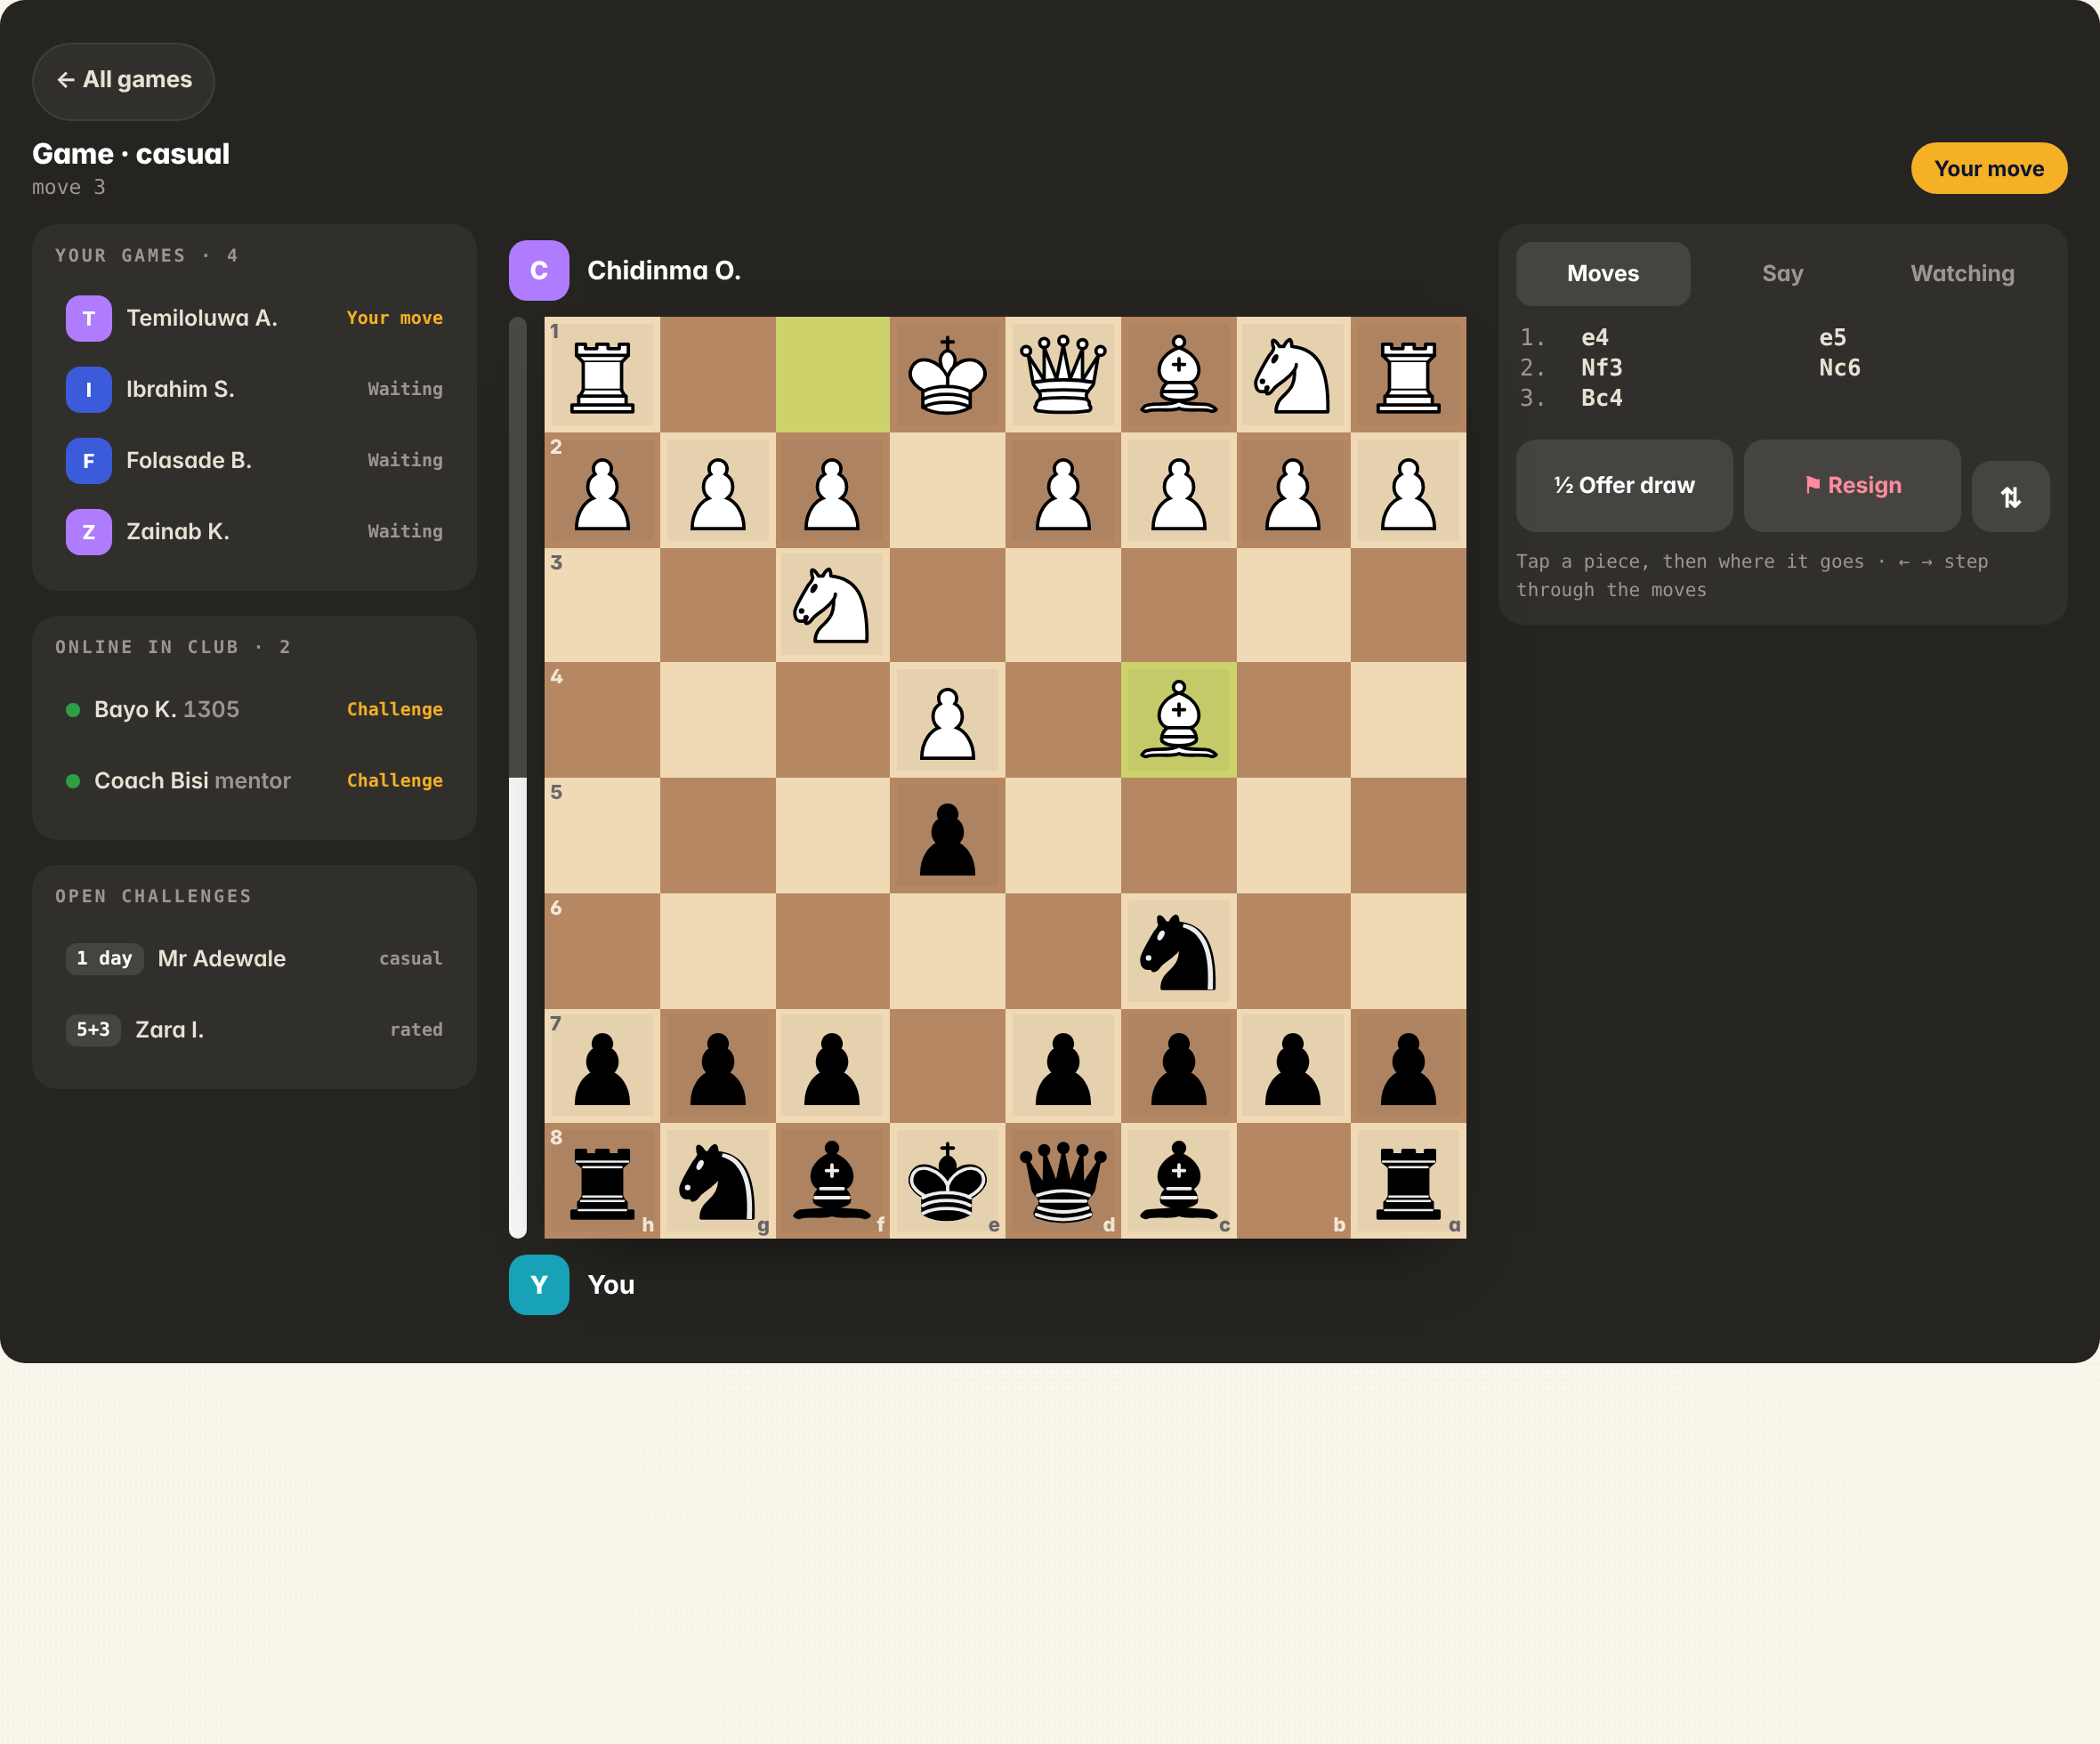 ← All games
Game · casual
move 3
Your move
YOUR GAMES · 4
T Temiloluwa A. Your move
I Ibrahim S. Waiting
F Folasade B. Waiting
Z Zainab K. Waiting
ONLINE IN CLUB · 2
Bayo K. 1305 Challenge
Coach Bisi mentor Challenge
OPEN CHALLENGES
1 day Mr Adewale casual
5+3 Zara I. rated
C Chidinma O.
1
2
3
4
5
6
7
8
h g f e d c b a
Y You
Moves Say Watching
1. e4 e5
2. Nf3 Nc6
3. Bc4
½ Offer draw ⚑ Resign ⇅
Tap a piece, then where it goes · ← → step
through the moves